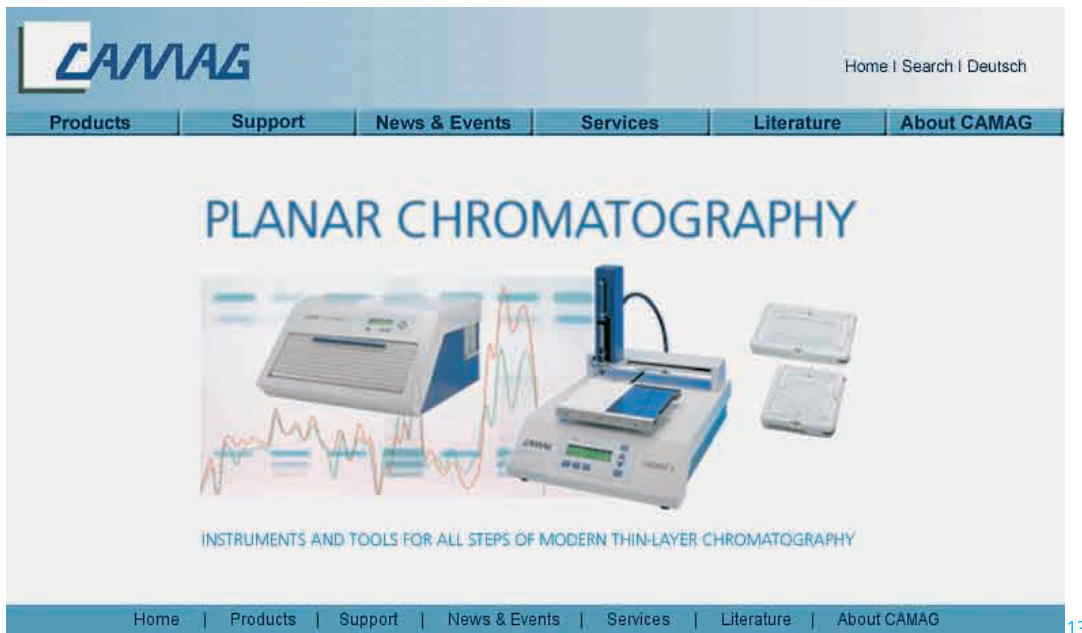 CAMAG
Home | Search | Deutsch
Products Support News & Events Services Literature About CAMAG
PLANAR CHROMATOGRAPHY
CAMAG
INSTRUMENTS AND TOOLS FOR ALL STEPS OF MODERN THIN-LAYER CHROMATOGRAPHY
Home | Products | Support | News & Events | Services | Literature | About CAMAG